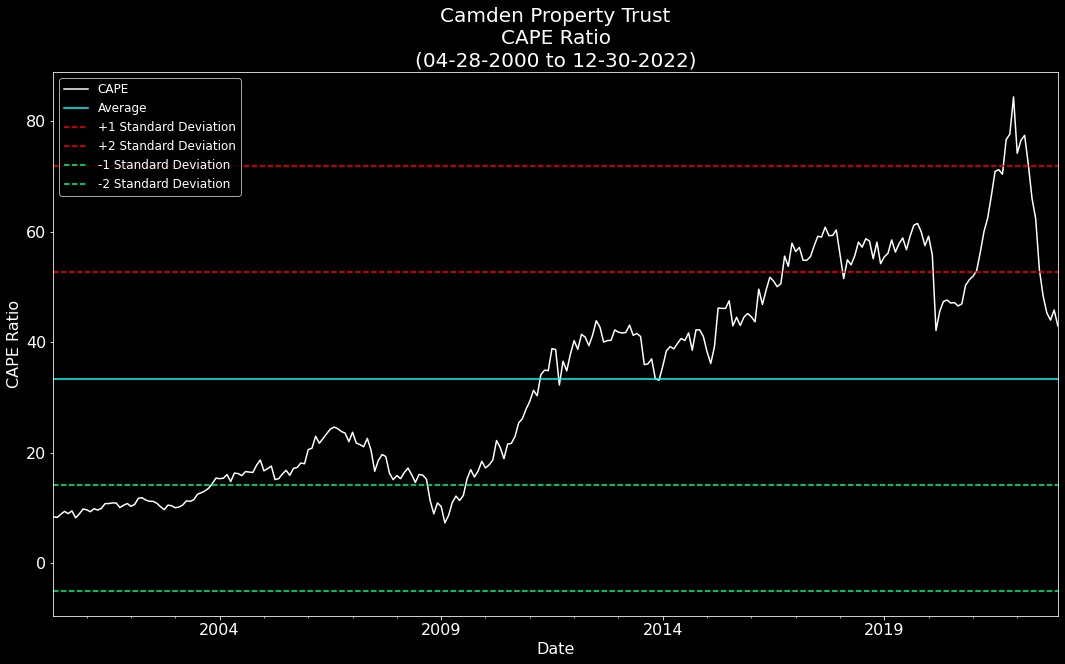 Camden Property Trust
CAPE Ratio
(04-28-2000 to 12-30-2022)
CAPE
Average
+1 Standard Deviation
+2 Standard Deviation
-1 Standard Deviation
-2 Standard Deviation
80
60
40
20
0
CAPE Ratio
2004
2009
2014
2019
Date